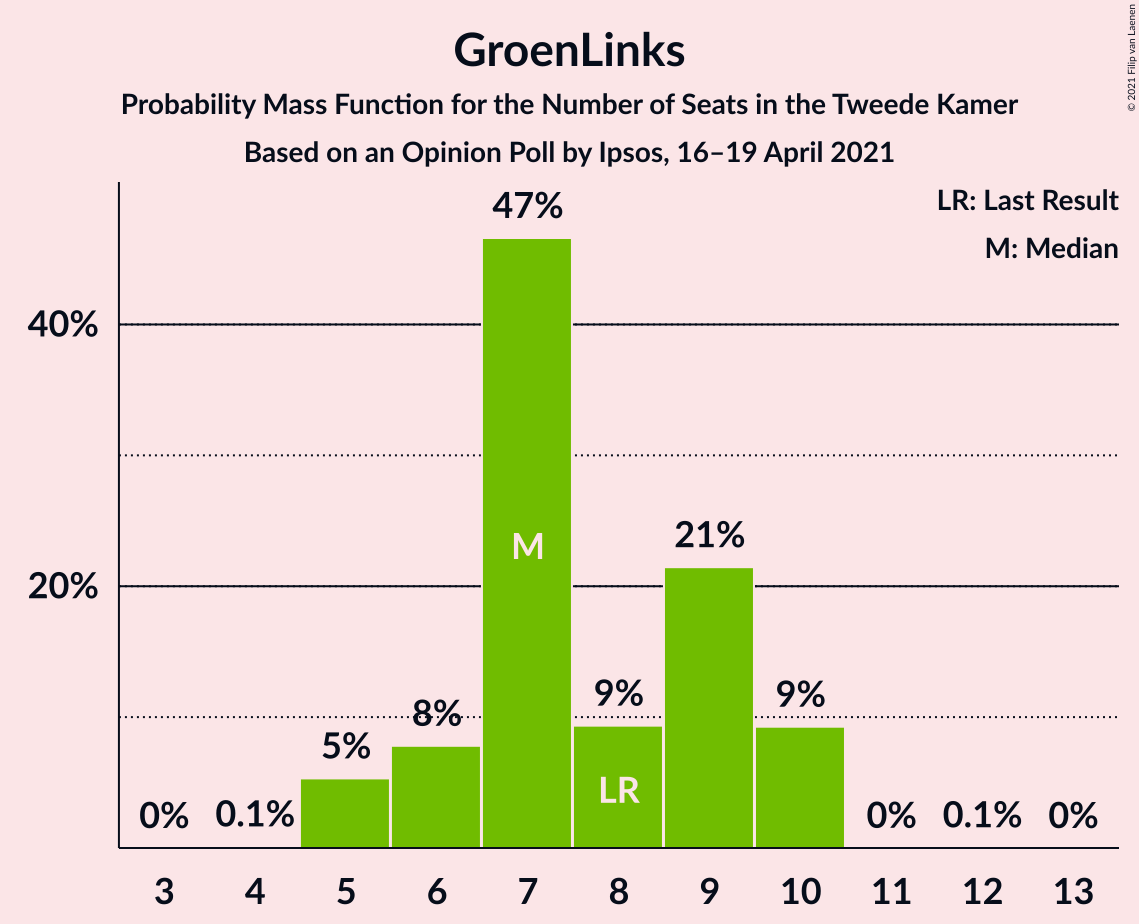 GroenLinks
Probability Mass Function for the Number of Seats in the Tweede Kamer
Based on an Opinion Poll by Ipsos, 16–19 April 2021
© 2021 Filip van Laenen
LR: Last Result
M: Median
40%
20%
0%
0.1%
5%
8%
47%
M
9%
LR
21%
9%
0%
0.1%
0%
3 4 5 6 7 8 9 10 11 12 13